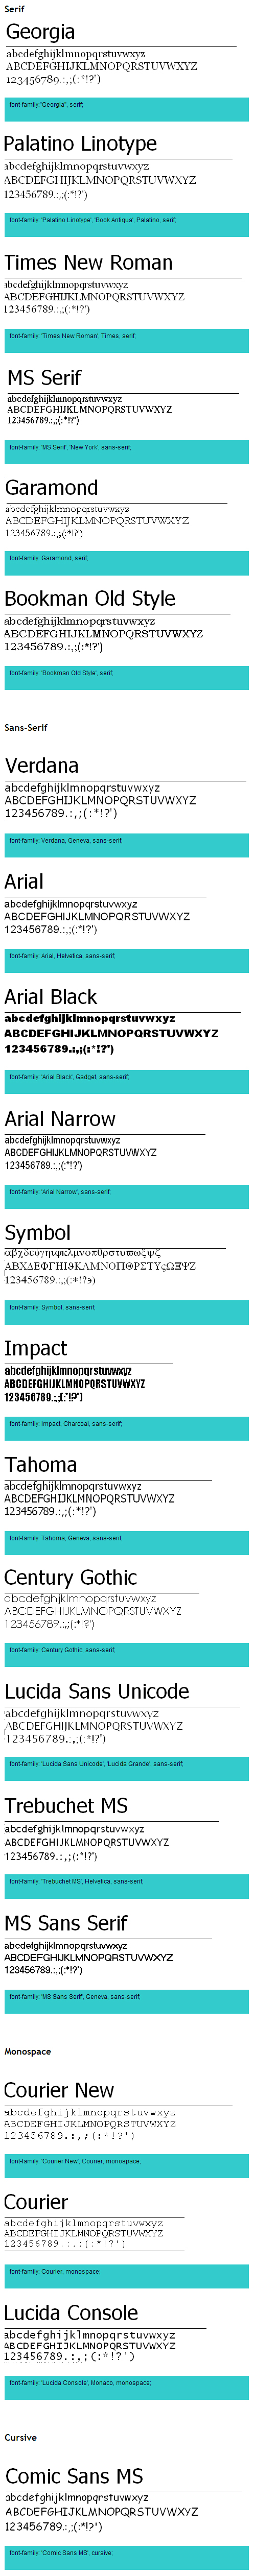 Serif
Georgia
abcdefghijklmnopqrstuvwxyz
ABCDEFGHIJKLMNOPQRSTUVWXYZ
123456789.:,;(:*!?')
font-family:"Georgia", serif;
Palatino Linotype
abcdefghijklmnopqrstuvwxyz
ABCDEFGHIJKLMNOPQRSTUVWXYZ
123456789.:,;(:*!?')
font-family: 'Palatino Linotype', 'Book Antiqua', Palatino, serif;
Times New Roman
abcdefghijklmnopqrstuvwxyz
ABCDEFGHIJKLMNOPQRSTUVWXYZ
123456789.:,;(:*!?')
font-family: 'Times New Roman', Times, serif;
MS Serif
abcdefghijklmnopqrstuvwxyz
ABCDEFGHIJKLMNOPQRSTUVWXYZ
123456789.:,;(:*!?')
font-family: 'MS Serif', 'New York', sans-serif;
Garamond
abcdefghijklmnopqrstuvwxyz
ABCDEFGHIJKLMNOPQRSTUVWXYZ
123456789.:,;(:*!?')
font-family: Garamond, serif;
Bookman Old Style
abcdefghijklmnopqrstuvwxyz
ABCDEFGHIJKLMNOPQRSTUVWXYZ
123456789.:,;(:*!?')
font-family: 'Bookman Old Style', serif;
Sans-Serif
Verdana
abcdefghijklmnopqrstuvwxyz
ABCDEFGHIJKLMNOPQRSTUVWXYZ
123456789.:,;(:*!?')
font-family: Verdana, Geneva, sans-serif;
Arial
abcdefghijklmnopqrstuvwxyz
ABCDEFGHIJKLMNOPQRSTUVWXYZ
123456789.:,;(:*!?')
font-family: Arial, Helvetica, sans-serif;
Arial Black
abcdefghijklmnopqrstuvwxyz
ABCDEFGHIJKLMNOPQRSTUVWXYZ
123456789.:,;(:*!?')
font-family: 'Arial Black', Gadget, sans-serif;
Arial Narrow
abcdefghijklmnopqrstuvwxyz
ABCDEFGHIJKLMNOPQRSTUVWXYZ
123456789.:,;(:*!?')
font-family: 'Arial Narrow', sans-serif;
Symbol
αβχδεφγηιφκλμνοπθρστυϖωξψζ
ΑΒΧΔΕΦΓΗΙϑΚΛΜΝΟΠΘΡΣΤΥςΩΞΨΖ
123456789.:,;(:*!?∍)
font-family: Symbol, sans-serif;
Impact
abcdefghijklmnopqrstuvwxyz
ABCDEFGHIJKLMNOPQRSTUVWXYZ
123456789.:,;(:*!?')
font-family: Impact, Charcoal, sans-serif;
Tahoma
abcdefghijklmnopqrstuvwxyz
ABCDEFGHIJKLMNOPQRSTUVWXYZ
123456789.:,;(:*!?')
font-family: Tahoma, Geneva, sans-serif;
Century Gothic
abcdefghijklmnopqrstuvwxyz
ABCDEFGHIJKLMNOPQRSTUVWXYZ
123456789.:,;(:*!?')
font-family: Century Gothic, sans-serif;
Lucida Sans Unicode
abcdefghijklmnopqrstuvwxyz
ABCDEFGHIJKLMNOPQRSTUVWXYZ
123456789.:,;(:*!?')
font-family: 'Lucida Sans Unicode', 'Lucida Grande', sans-serif;
Trebuchet MS
abcdefghijklmnopqrstuvwxyz
ABCDEFGHIJKLMNOPQRSTUVWXYZ
123456789.:,;(:*!?')
font-family: 'Trebuchet MS', Helvetica, sans-serif;
MS Sans Serif
abcdefghijklmnopqrstuvwxyz
ABCDEFGHIJKLMNOPQRSTUVWXYZ
123456789.:,;(:*!?')
font-family: 'MS Sans Serif', Geneva, sans-serif;
Monospace
Courier New
abcdefghijklmnopqrstuvwxyz
ABCDEFGHIJKLMNOPQRSTUVWXYZ
123456789.:,;(:*!?')
font-family: 'Courier New', Courier, monospace;
Courier
abcdefghijklmnopqrstuvwxyz
ABCDEFGHIJKLMNOPQRSTUVWXYZ
123456789.:,;(:*!?')
font-family: Courier, monospace;
Lucida Console
abcdefghijklmnopqrstuvwxyz
ABCDEFGHIJKLMNOPQRSTUVWXYZ
123456789.:,;(:*!?')
font-family: 'Lucida Console', Monaco, monospace;
Cursive
Comic Sans MS
abcdefghijklmnopqrstuvwxyz
ABCDEFGHIJKLMNOPQRSTUVWXYZ
123456789.:,;(:*!?')
font-family: 'Comic Sans MS', cursive;